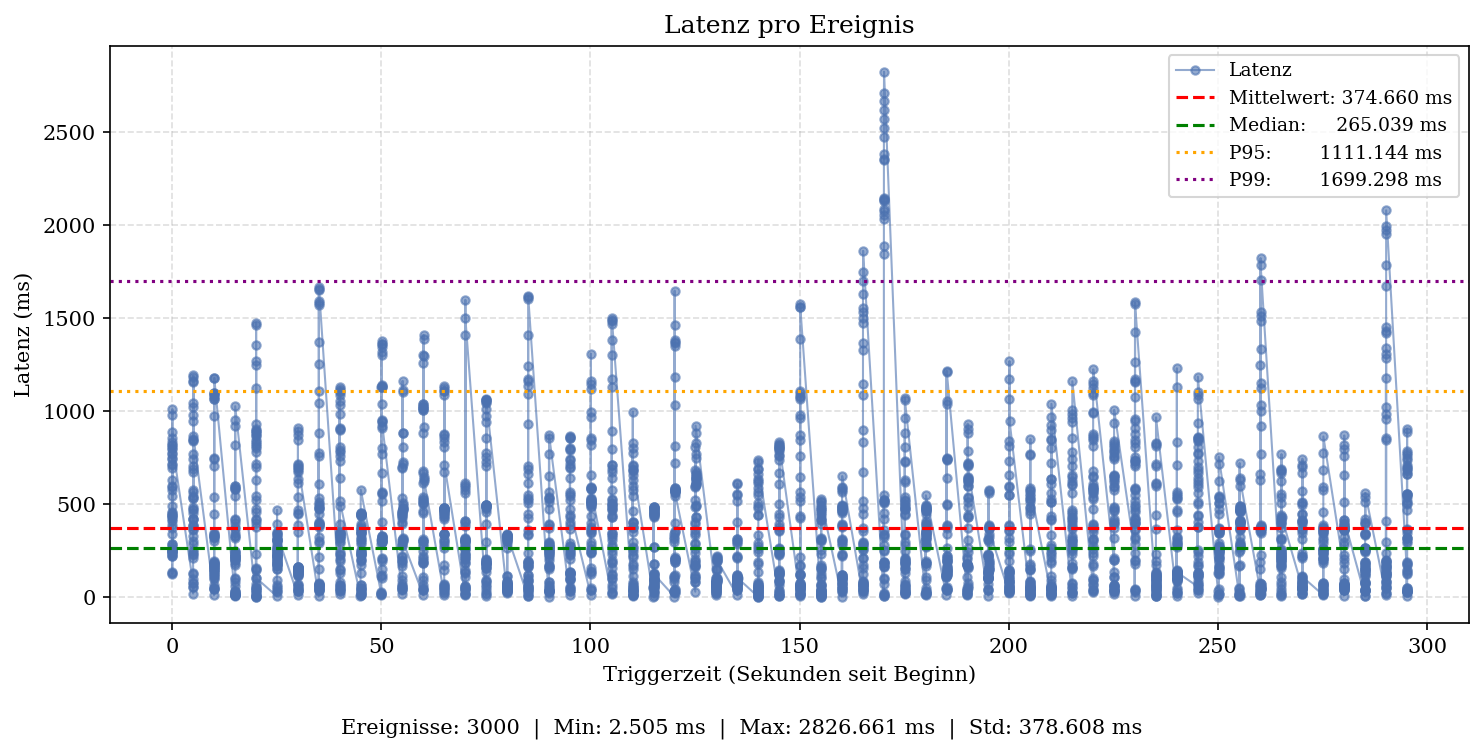 Latenz pro Ereignis
Latenz (ms)
2500
2000
1500
1000
500
0
Latenz
Mittelwert: 374.660 ms
Median: 265.039 ms
P95: 1111.144 ms
P99: 1699.298 ms
0 50 100 150 200 250 300
Triggerzeit (Sekunden seit Beginn)
Ereignisse: 3000 | Min: 2.505 ms | Max: 2826.661 ms | Std: 378.608 ms